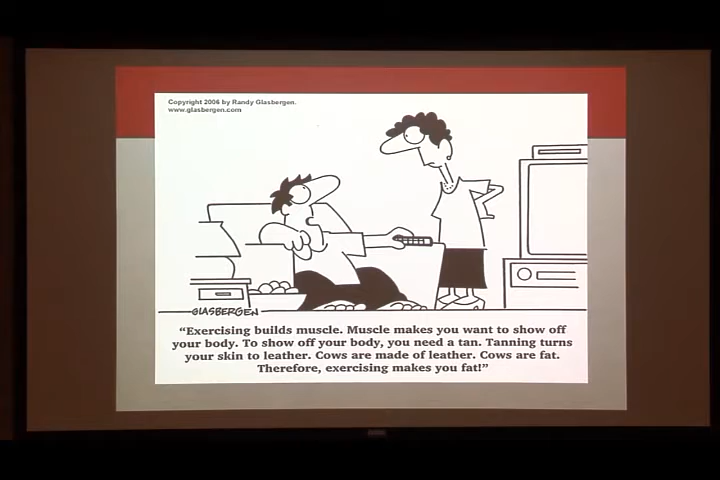 Copyright 2006 by Randy Glasbergen.
www.glasbergen.com
GLASBERGEN
"Exercising builds muscle. Muscle makes you want to show off
your body. To show off your body, you need a tan. Tanning turns
your skin to leather. Cows are made of leather. Cows are fat.
Therefore, exercising makes you fat!"